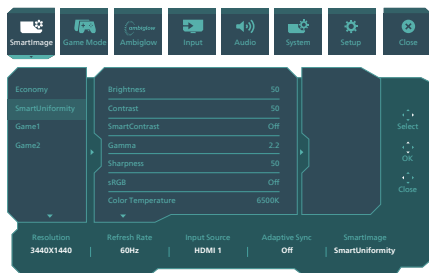 SmartImage
Game Mode
ambiglow
Ambiglow
Input
Audio
System
Setup
Close
Economy
SmartUniformity
Game1
Game2
Brightness 50
Contrast 50
SmartContrast Off
Gamma 2.2
Sharpness 50
sRGB Off
Color Temperature 6500K
Select
OK
Close
Resolution Refresh Rate Input Source Adaptive Sync SmartImage
3440X1440 60Hz HDMI 1 Off SmartUniformity